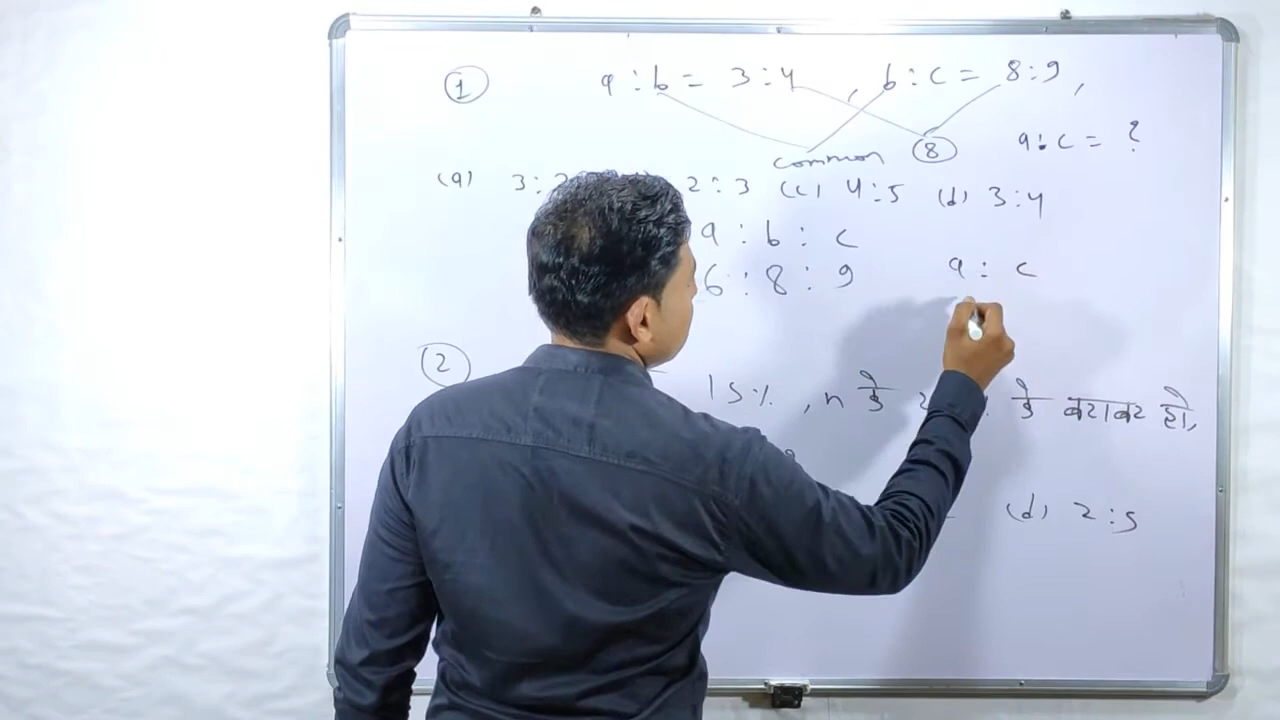 ① a : b = 3 : 4 , b : c = 8 : 9 ,
common ⑧ a : c = ?
(a) 3 : 2 2 : 3 (c) 4 : 5 (d) 3 : 4
a : b : c
6 : 8 : 9 a : c
② 15% , n के के बराबर हो,
(d) 2 : 5